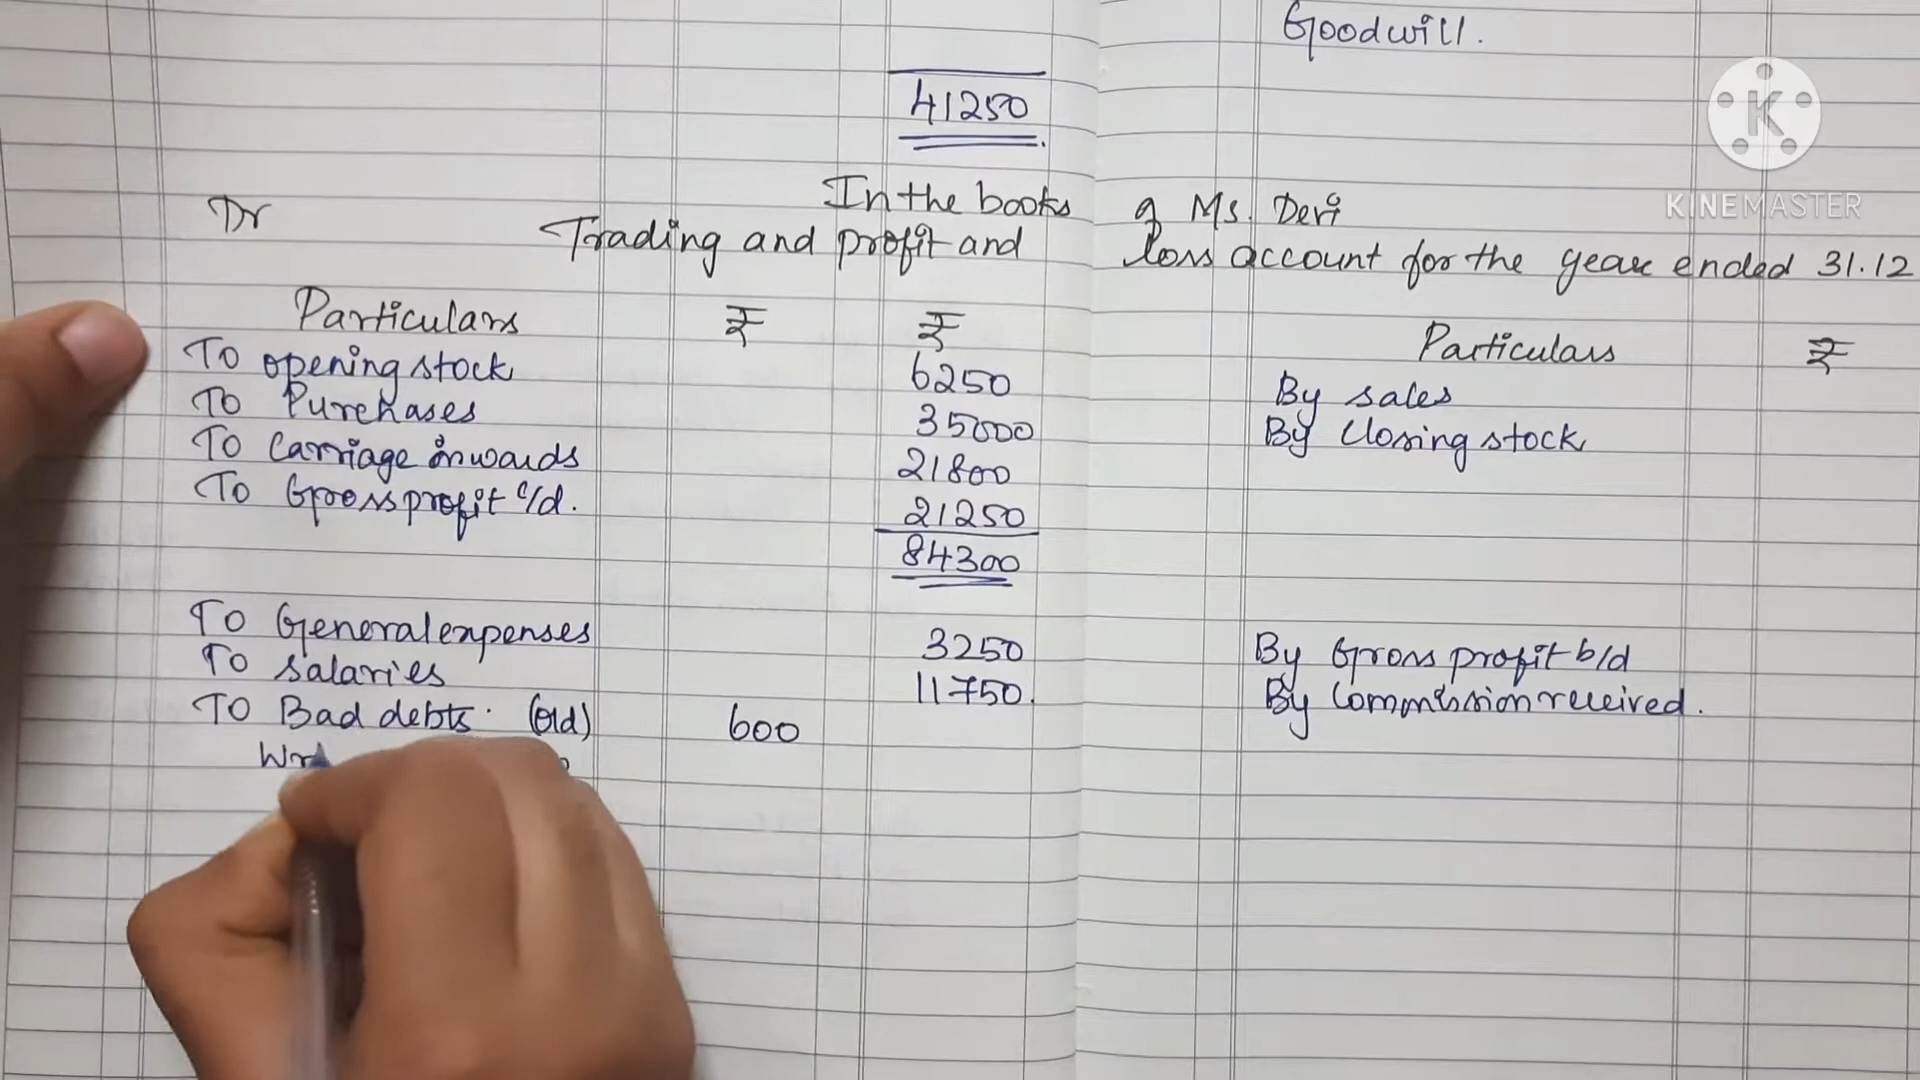 Goodwill.
41250
KINEMASTER
In the books of Ms. Devi
Dr
Trading and profit and loss account for the year ended 31.12
Particulars ₹ ₹ Particulars ₹
To opening stock 6250 By sales
To Purchases 35000 By Closing stock
To Carriage inwards 21800
To Gross profit c/d. 21250
84300
To General expenses 3250 By Gross profit b/d
To salaries 11750. By Commission received.
To Bad debts. (old) 600